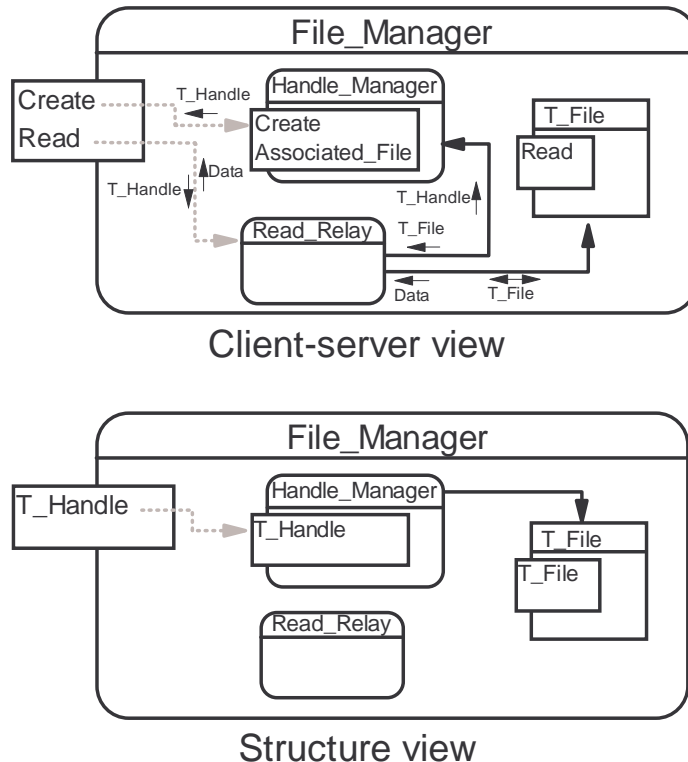 File_Manager
Handle_Manager
Create
T_Handle
Create
T_File
Read
Associated_File
Read
Data
T_Handle
T_Handle
Read_Relay
T_File
Data
T_File
Client-server view
File_Manager
Handle_Manager
T_Handle
T_Handle
T_File
T_File
Read_Relay
Structure view